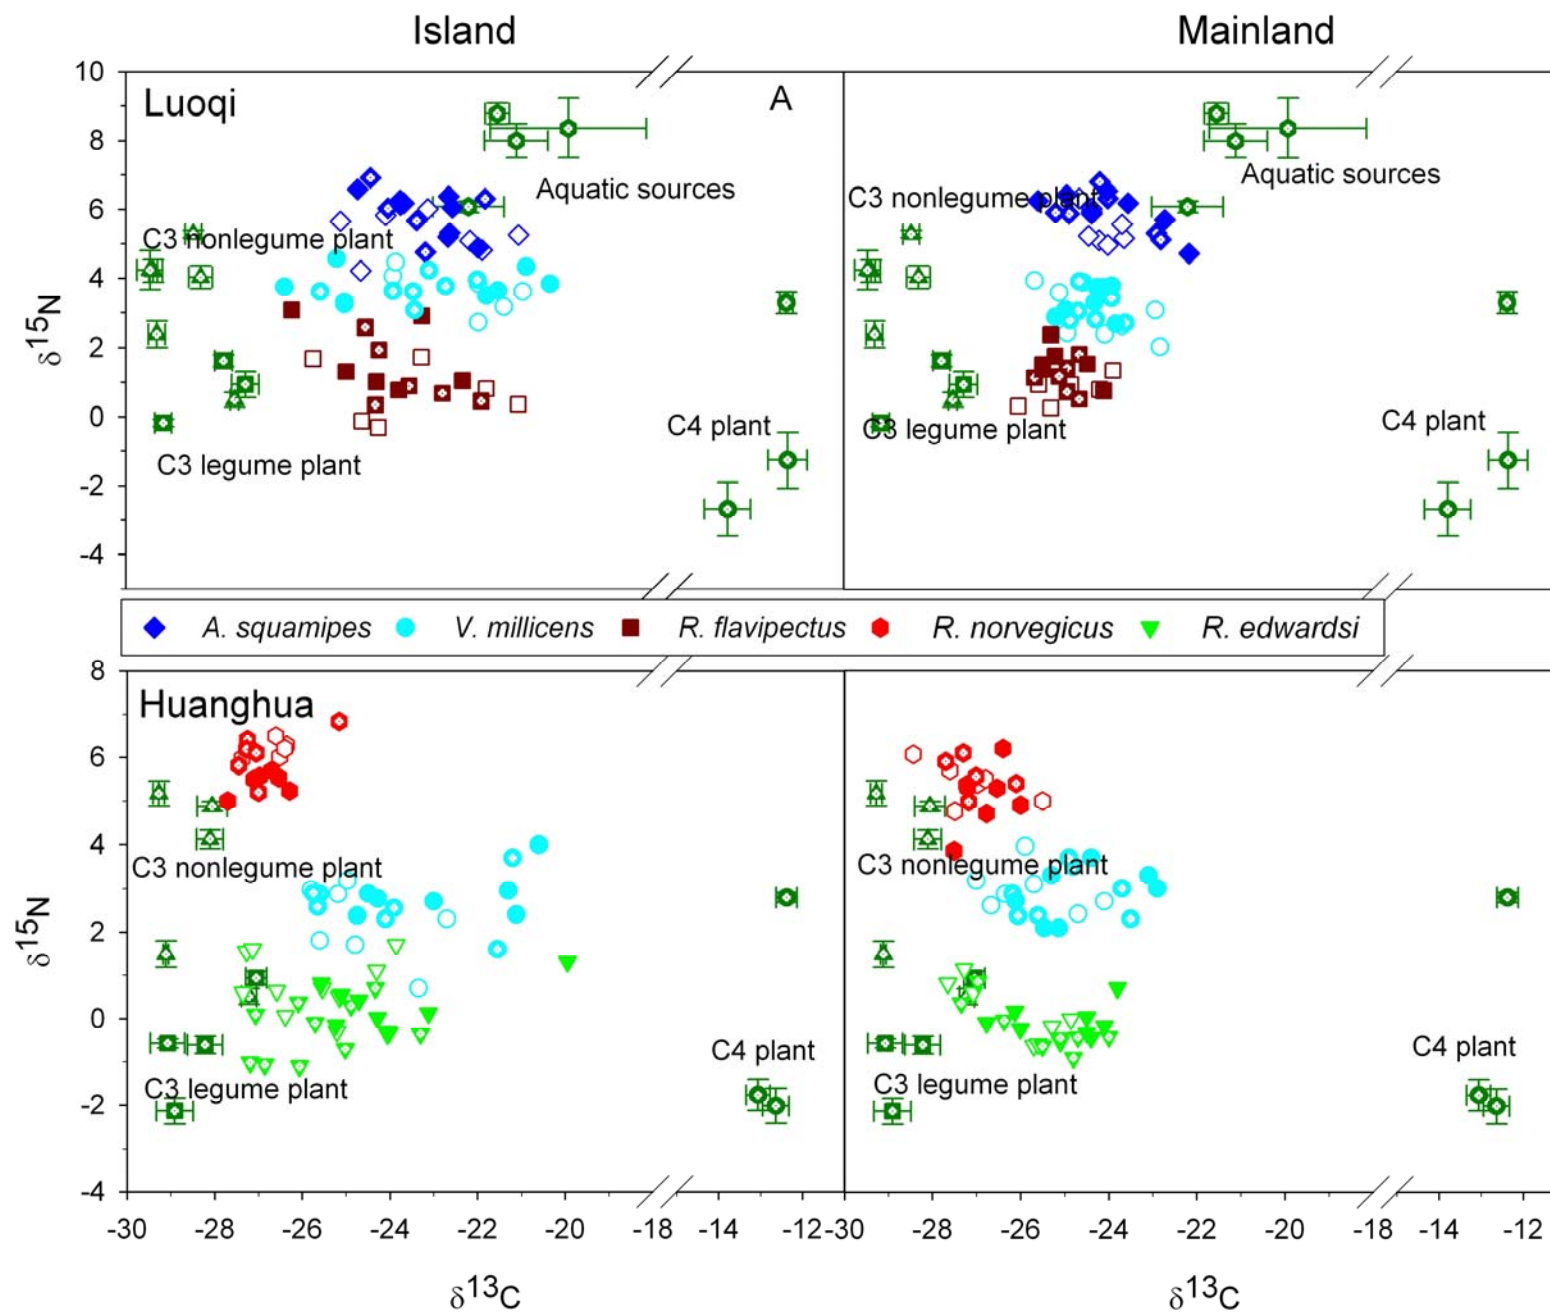 Island Mainland
Luoqi A
10
8
6
4
2
0
-2
-4
δ15N
Aquatic sources
C3 nonlegume plant
C3 legume plant
C4 plant
Aquatic sources
C3 nonlegume plant
C3 legume plant
C4 plant
A. squamipes V. millicens R. flavipectus R. norvegicus R. edwardsi
Huanghua
8
6
4
2
0
-2
-4
δ15N
C3 nonlegume plant
C3 legume plant
C4 plant
C3 nonlegume plant
C3 legume plant
C4 plant
-30 -28 -26 -24 -22 -20 -18 -14 -12 -30 -28 -26 -24 -22 -20 -18 -14 -12
δ13C δ13C